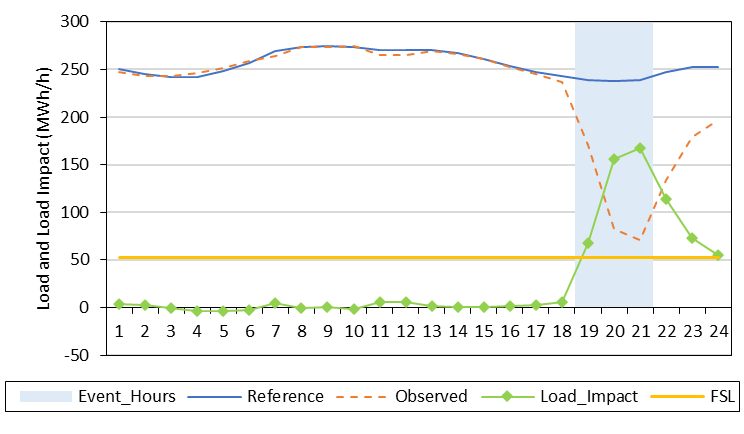 Load and Load Impact (MWh/h)
300
250
200
150
100
50
0
-50
1 2 3 4 5 6 7 8 9 10 11 12 13 14 15 16 17 18 19 20 21 22 23 24
Event_Hours Reference Observed Load_Impact FSL